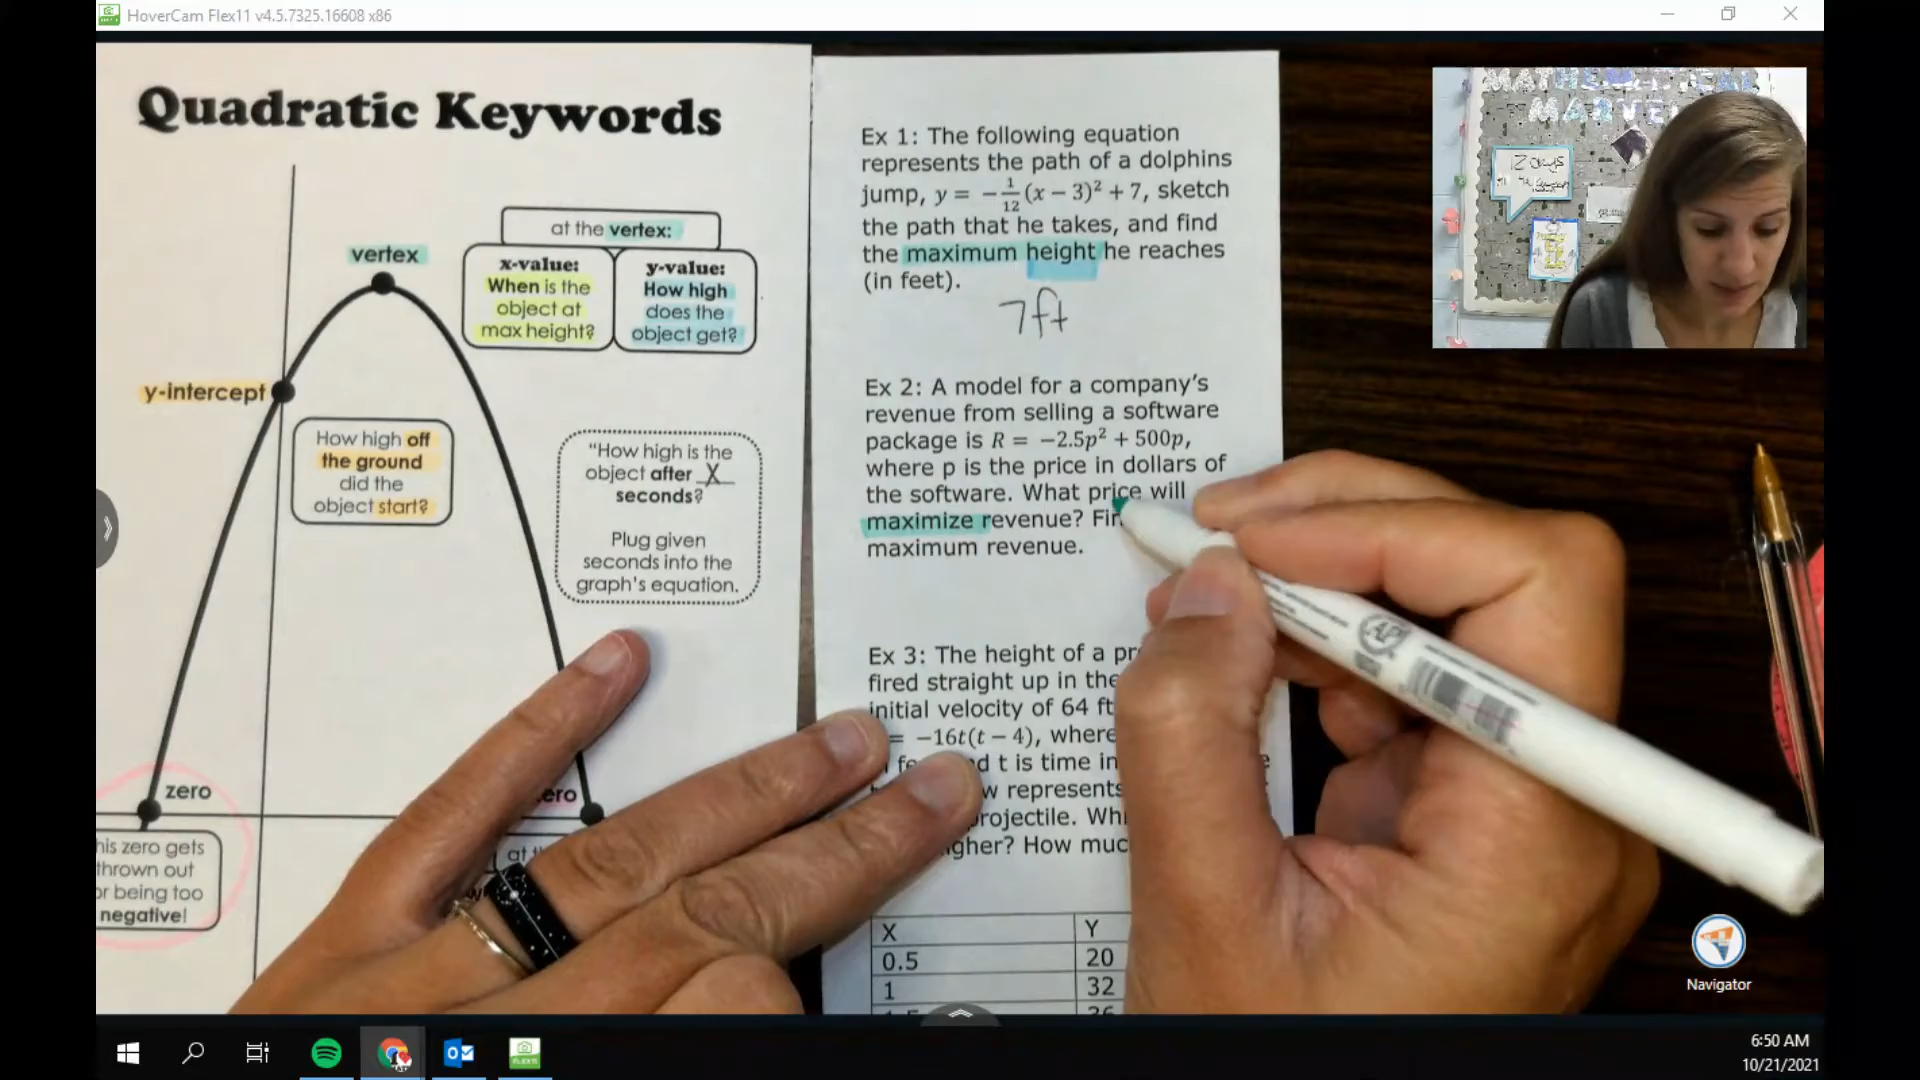 HoverCam Flex11 v4.5.7325.16608 x86
Quadratic Keywords
at the vertex:
vertex
x-value:
When is the
object at
max height?
y-value:
How high
does the
object get?
y-intercept
How high off
the ground
did the
object start?
"How high is the
object after X
seconds?
Plug given
seconds into the
graph's equation.
zero
zero gets
thrown out
being too
negative!
Ex 1: The following equation
represents the path of a dolphins
jump, y = −1/12(x − 3)² + 7, sketch
the path that he takes, and find
the maximum height he reaches
(in feet).
7ft
Ex 2: A model for a company's
revenue from selling a software
package is R = −2.5p² + 500p,
where p is the price in dollars of
the software. What price will
maximize revenue?
maximum revenue.
Ex 3: The height of a
fired straight up in the
initial velocity of 64 ft
= −16t(t − 4), where
t is time in
represents
projectile.
How
X Y
0.5 20
1 32
MATHEMATICAL
12 days
Navigator
6:50 AM
10/21/2021